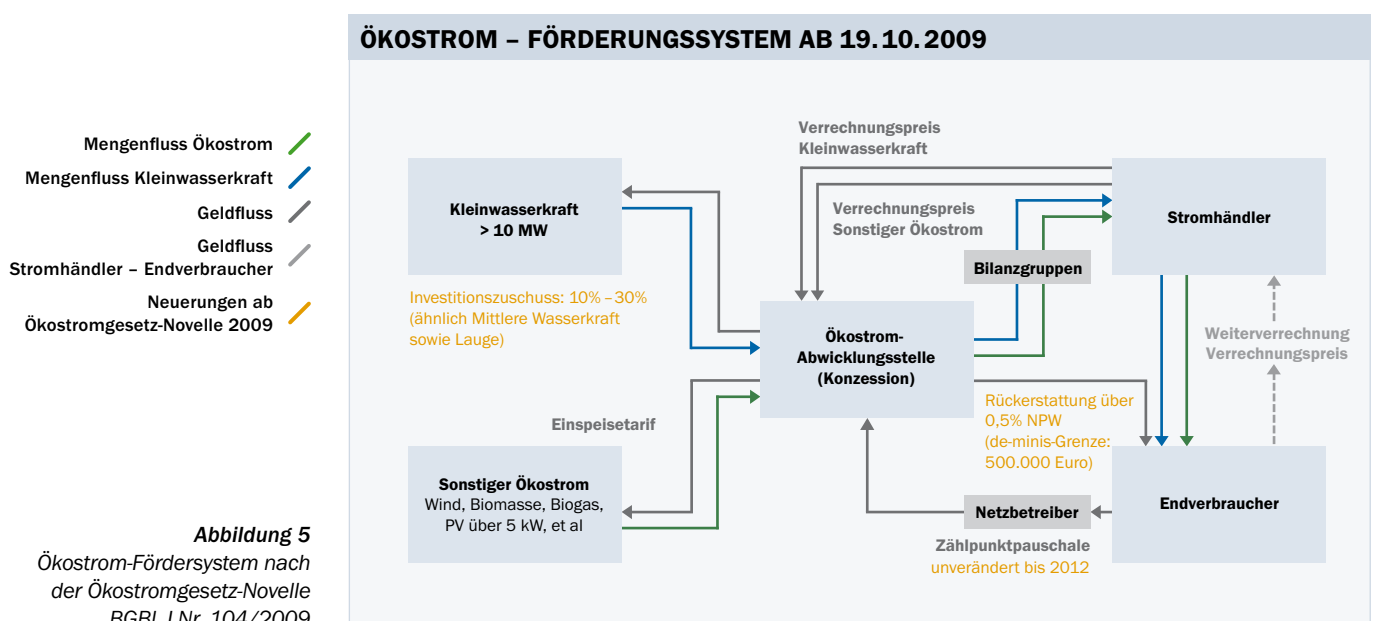 ÖKOSTROM – FÖRDERUNGSSYSTEM AB 19.10.2009
Mengenfluss Ökostrom
Mengenfluss Kleinwasserkraft
Geldfluss
Geldfluss
Stromhändler – Endverbraucher
Neuerungen ab
Ökostromgesetz-Novelle 2009
Verrechnungspreis
Kleinwasserkraft
Kleinwasserkraft
> 10 MW
Verrechnungspreis
Sonstiger Ökostrom
Stromhändler
Bilanzgruppen
Investitionszuschuss: 10% – 30%
(ähnlich Mittlere Wasserkraft
sowie Lauge)
Ökostrom-
Abwicklungsstelle
(Konzession)
Weiterverrechnung
Verrechnungspreis
Einspeisetarif
Rückerstattung über
0,5% NPW
(de-minis-Grenze:
500.000 Euro)
Sonstiger Ökostrom
Wind, Biomasse, Biogas,
PV über 5 kW, et al
Netzbetreiber
Endverbraucher
Zählpunktpauschale
unverändert bis 2012
Abbildung 5
Ökostrom-Fördersystem nach
der Ökostromgesetz-Novelle
BGBl. I Nr. 104/2009